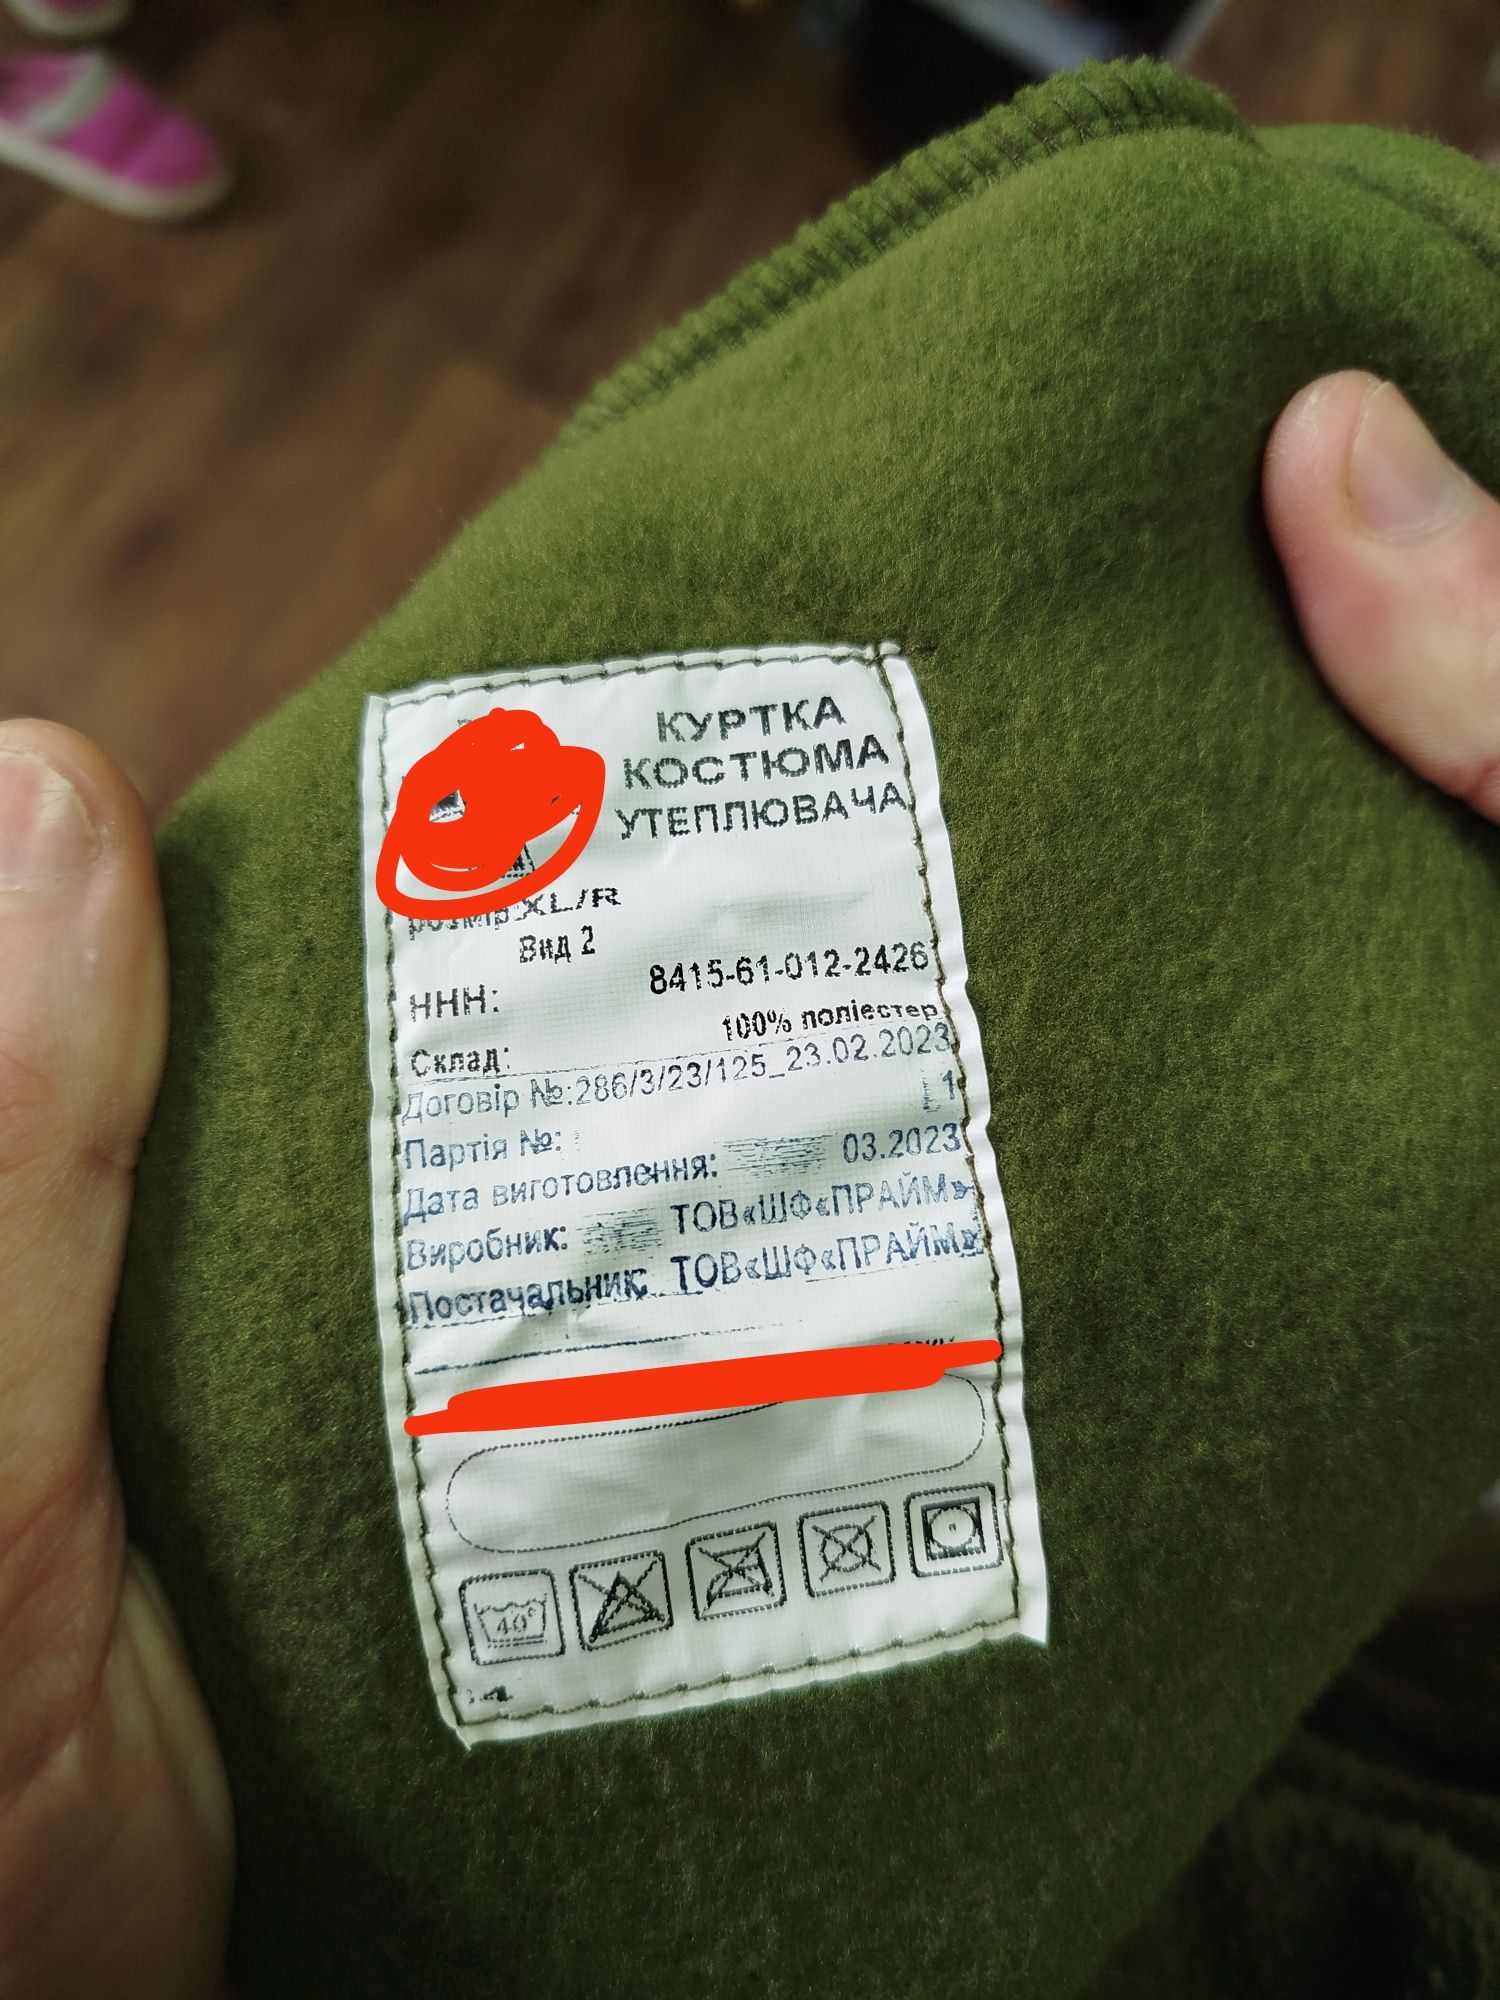 КУРТКА
КОСТЮМА
УТЕПЛЮВАЧА
розмір:XL/R
Вид 2
ННН: 8415-61-012-2426
Склад: 100% поліестер
Договір №:286/3/23/125_23.02.2023
Партія №: 1
Дата виготовлення: 03.2023
Виробник: ТОВ«ШФ«ПРАЙМ»
Постачальник: ТОВ«ШФ«ПРАЙМ»
40°